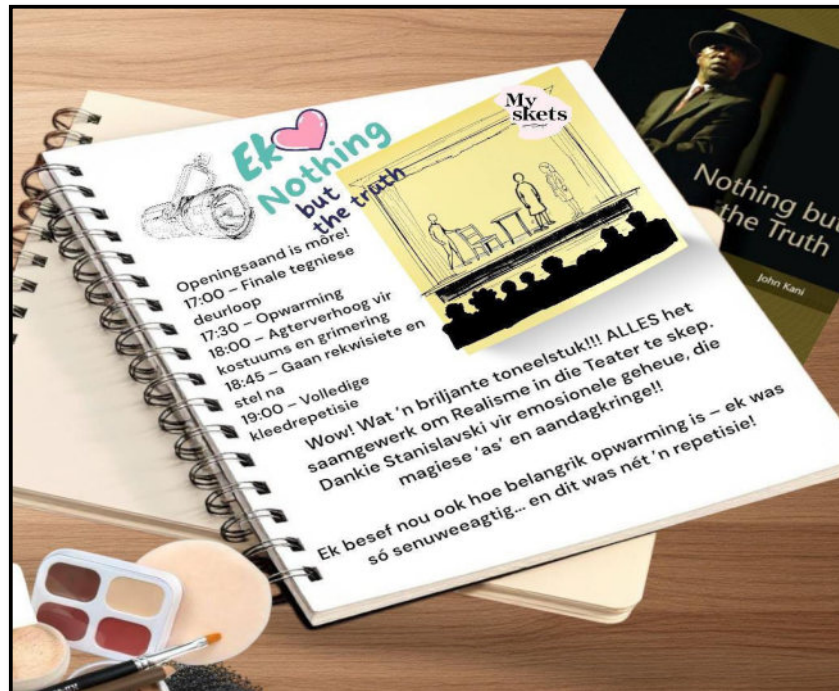 Ek
Nothing
but
the truth
My
skets
Openingsaand is môre!
17:00 – Finale tegniese
deurloop
17:30 – Opwarming
18:00 – Agterverhoog vir
kostuums en grimering
18:45 – Gaan rekwisiete en
stel na
19:00 – Volledige
kleedrepetisie
Wow! Wat 'n briljante toneelstuk!!! ALLES het
saamgewerk om Realisme in die Teater te skep.
Dankie Stanislavski vir emosionele geheue, die
magiese 'as' en aandagkringe!!
Ek besef nou ook hoe belangrik opwarming is – ek was
só senuweeagtig... en dit was nét 'n repetisie!
Nothing but
the Truth
John Kani